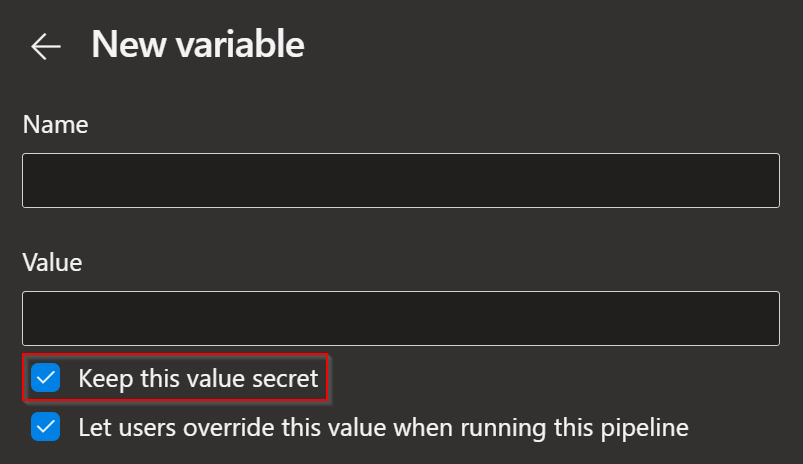 New variable
Name
Value
Keep this value secret
Let users override this value when running this pipeline